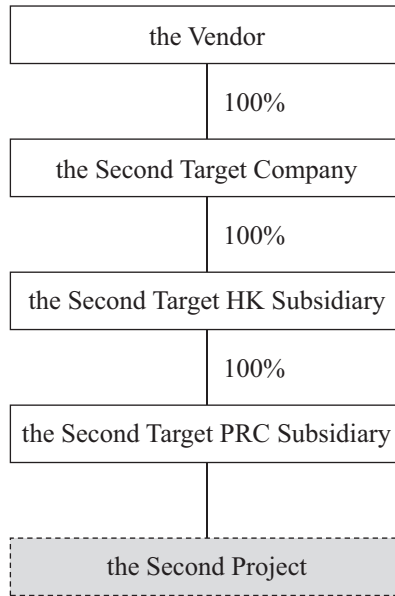 the Vendor
100%
the Second Target Company
100%
the Second Target HK Subsidiary
100%
the Second Target PRC Subsidiary
the Second Project